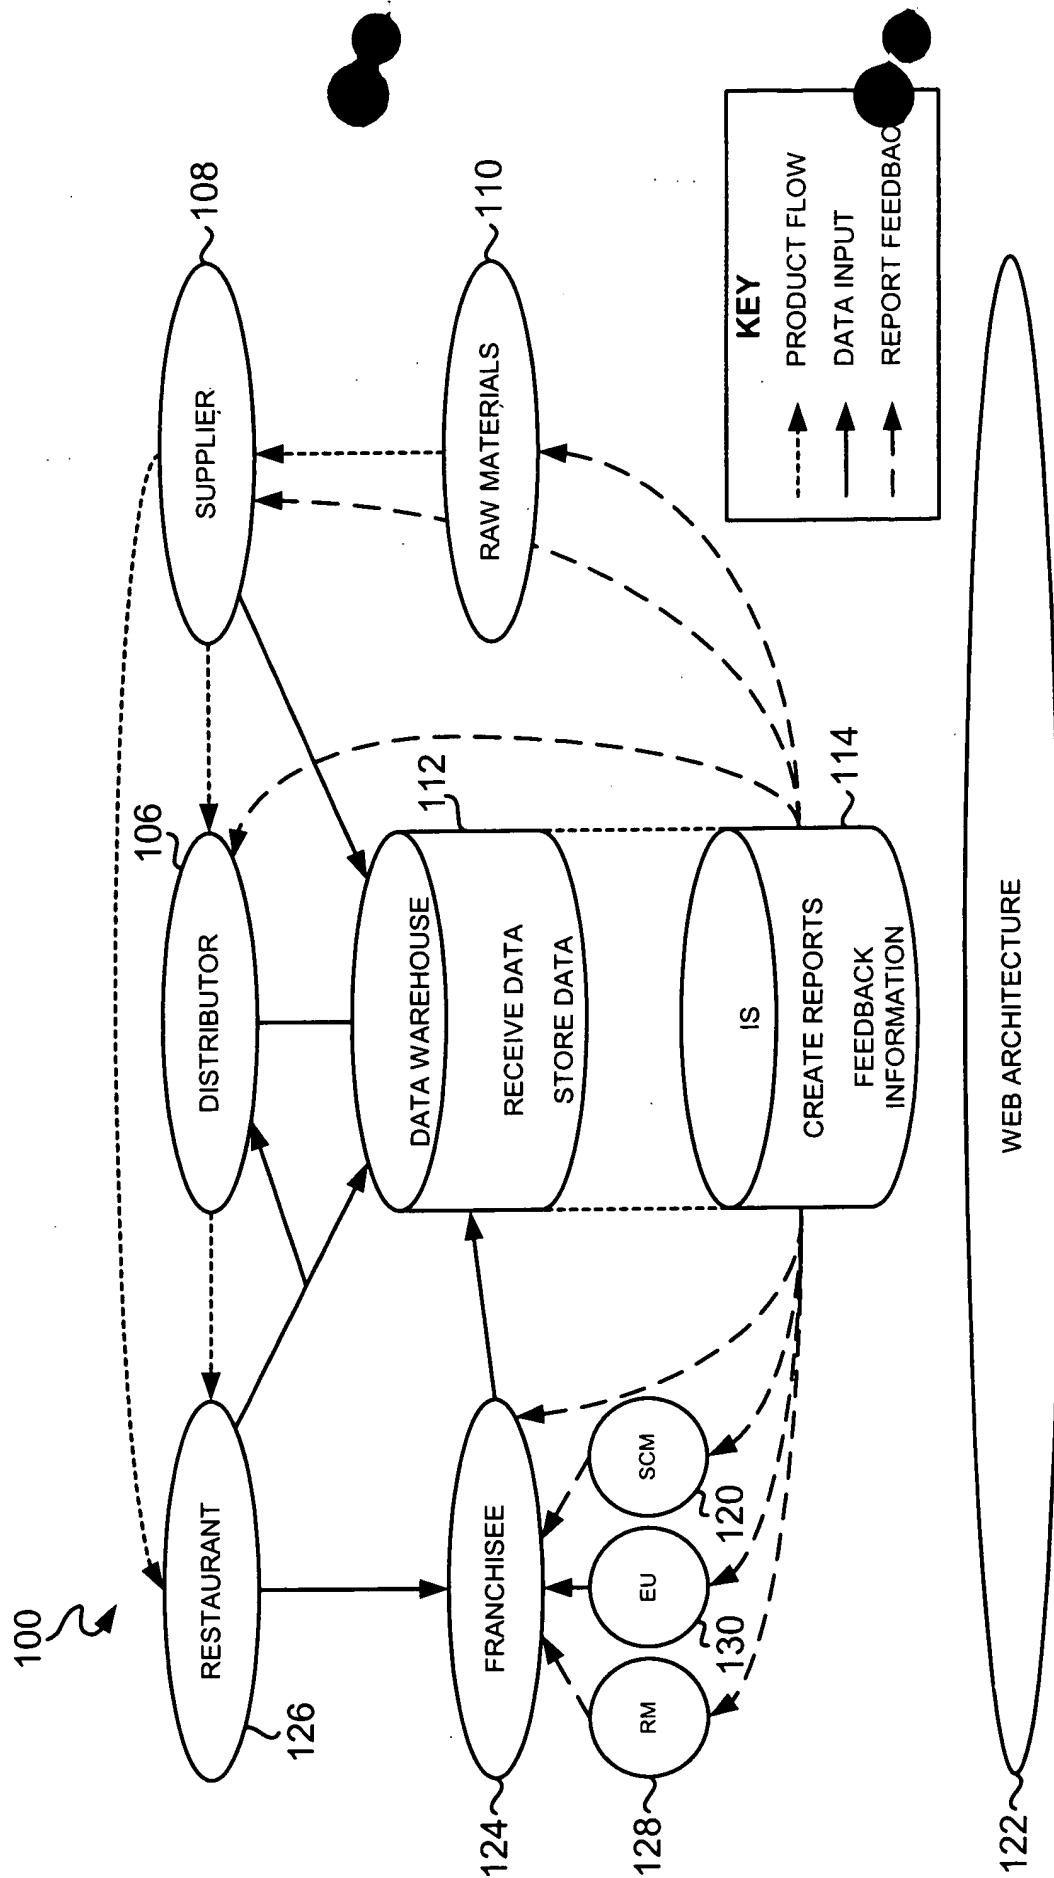 100
RESTAURANT
126
DISTRIBUTOR
106
SUPPLIER
108
FRANCHISEE
124
DATA WAREHOUSE
112
RECEIVE DATA
STORE DATA
RAW MATERIALS
110
RM
128
EU
130
SCM
120
IS
CREATE REPORTS
FEEDBACK
INFORMATION
114
KEY
PRODUCT FLOW
DATA INPUT
REPORT FEEDBAC
WEB ARCHITECTURE
122